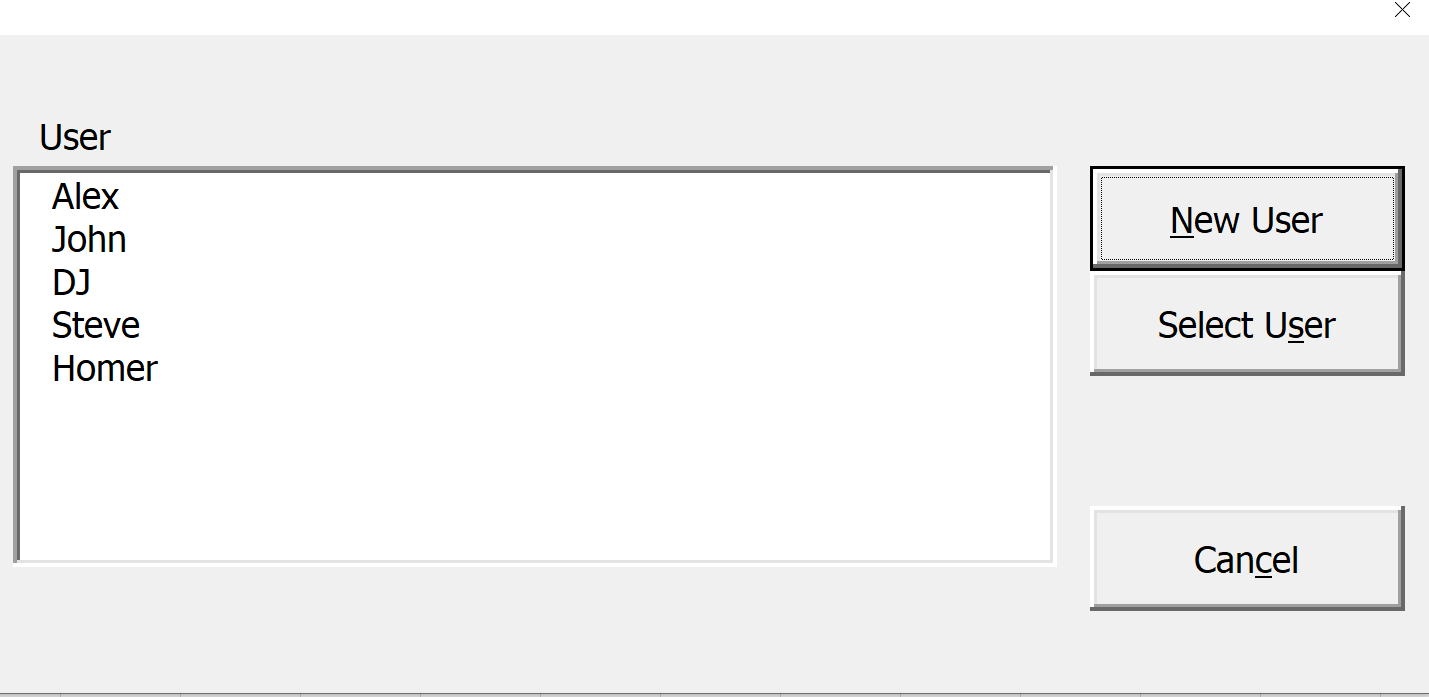 User
Alex
John
DJ
Steve
Homer
New User
Select User
Cancel